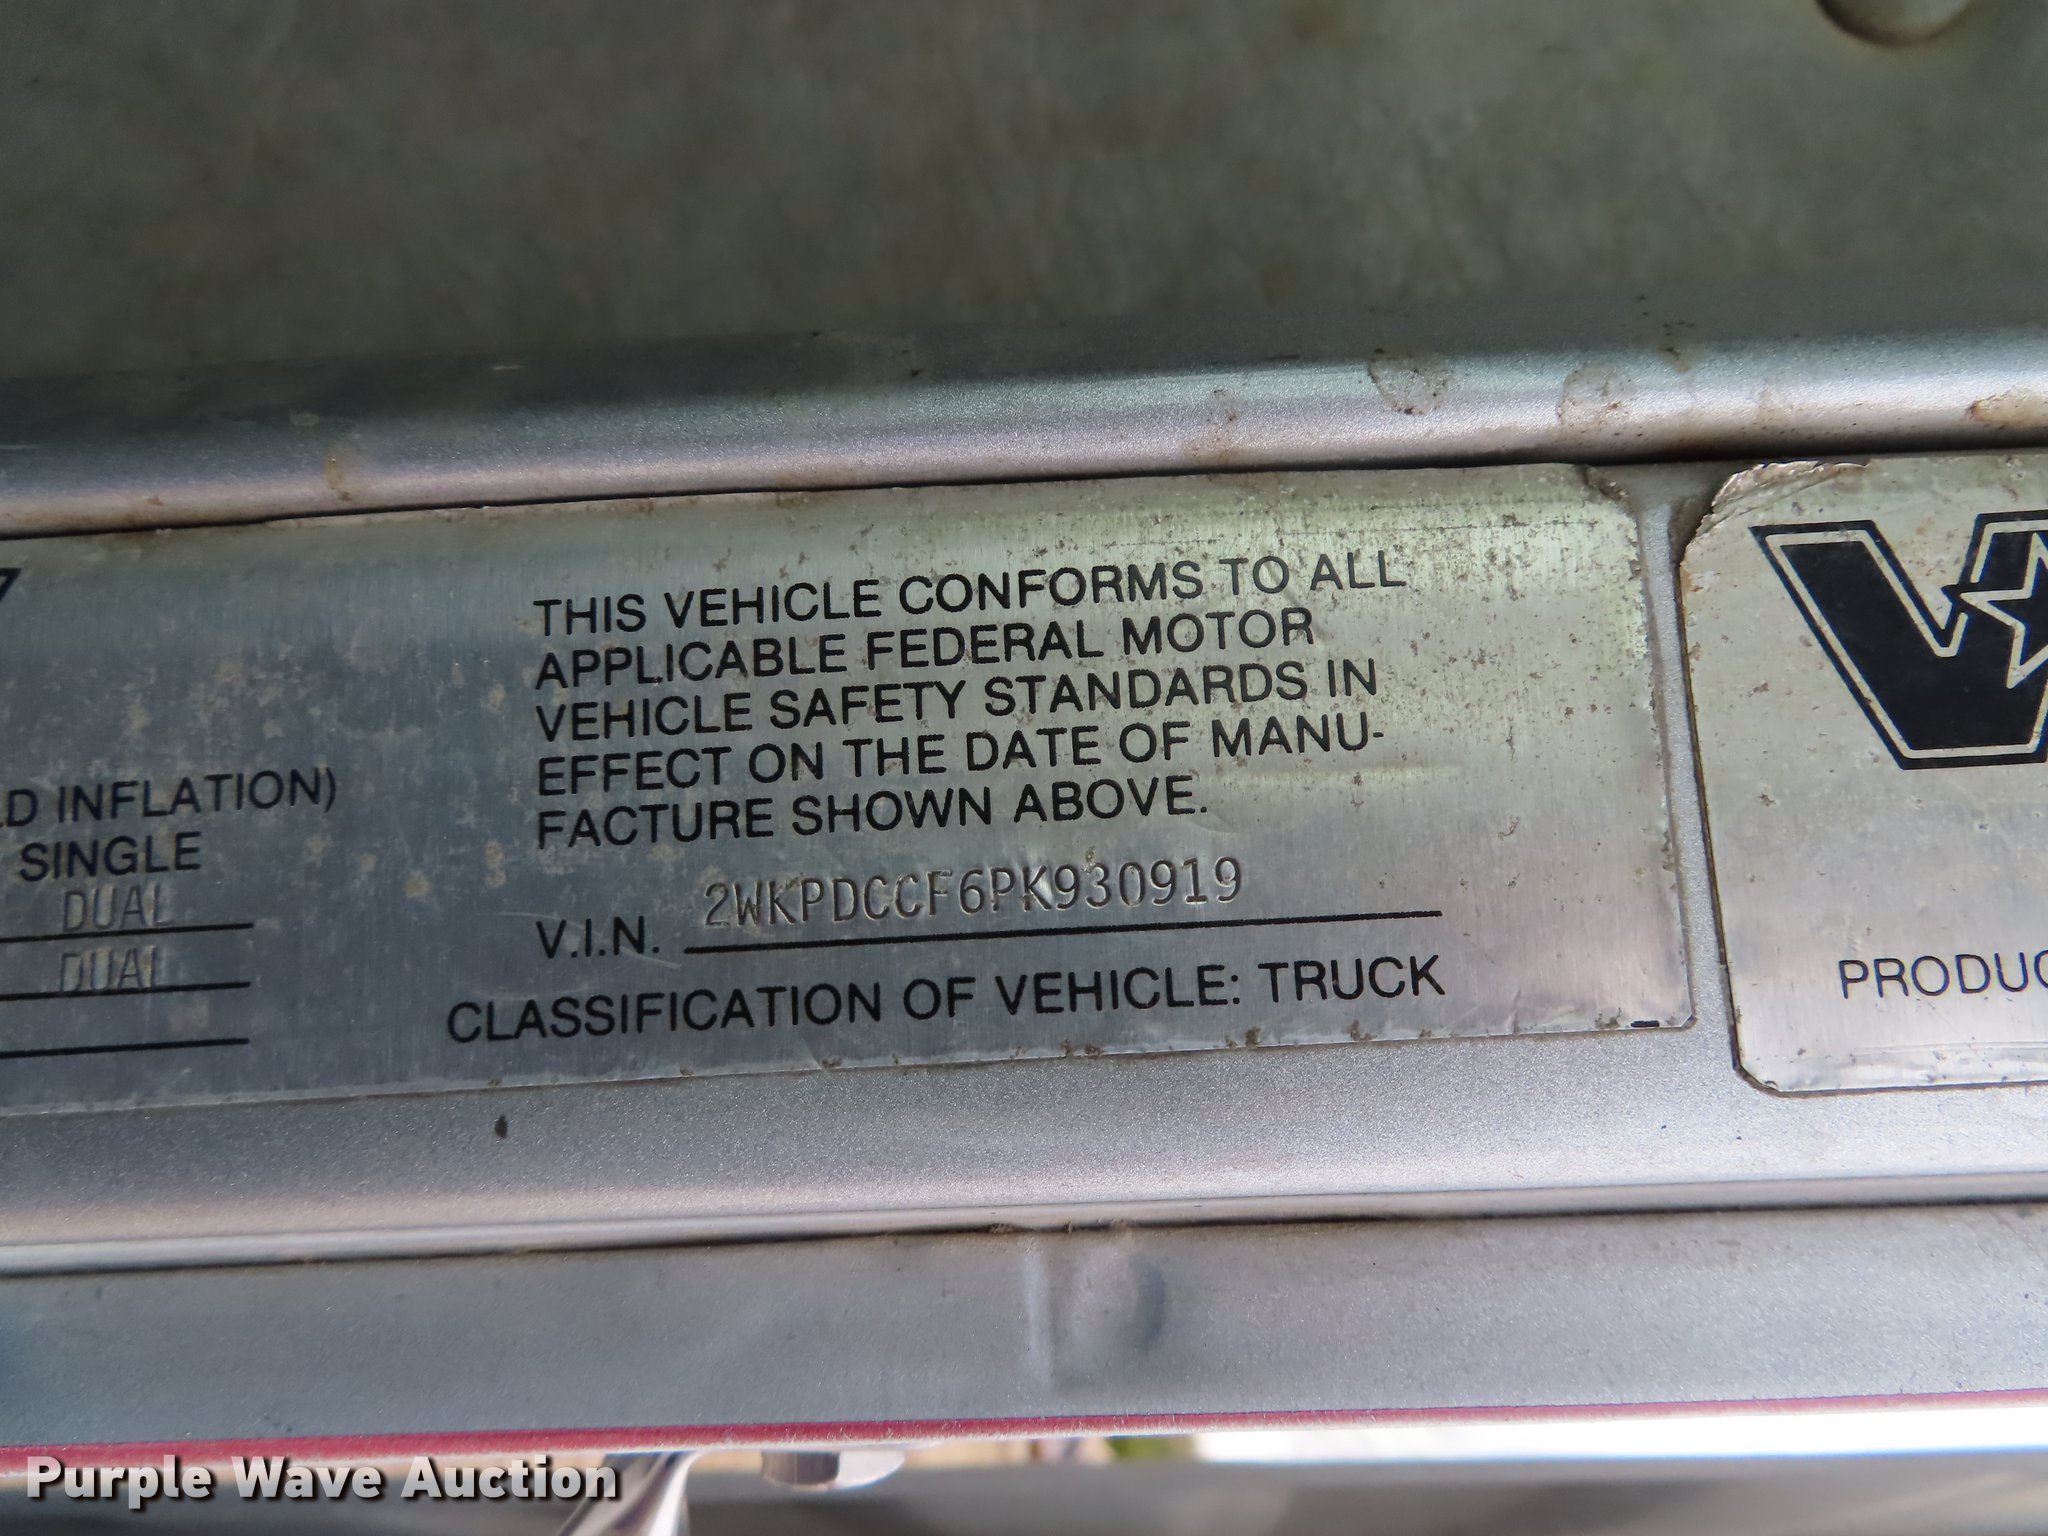 THIS VEHICLE CONFORMS TO ALL
APPLICABLE FEDERAL MOTOR
VEHICLE SAFETY STANDARDS IN
EFFECT ON THE DATE OF MANU-
FACTURE SHOWN ABOVE.
V.I.N. 2WKPDCCF6PK930919
CLASSIFICATION OF VEHICLE: TRUCK
LD INFLATION)
SINGLE
DUAL
DUAL
PRODUC
Purple Wave Auction